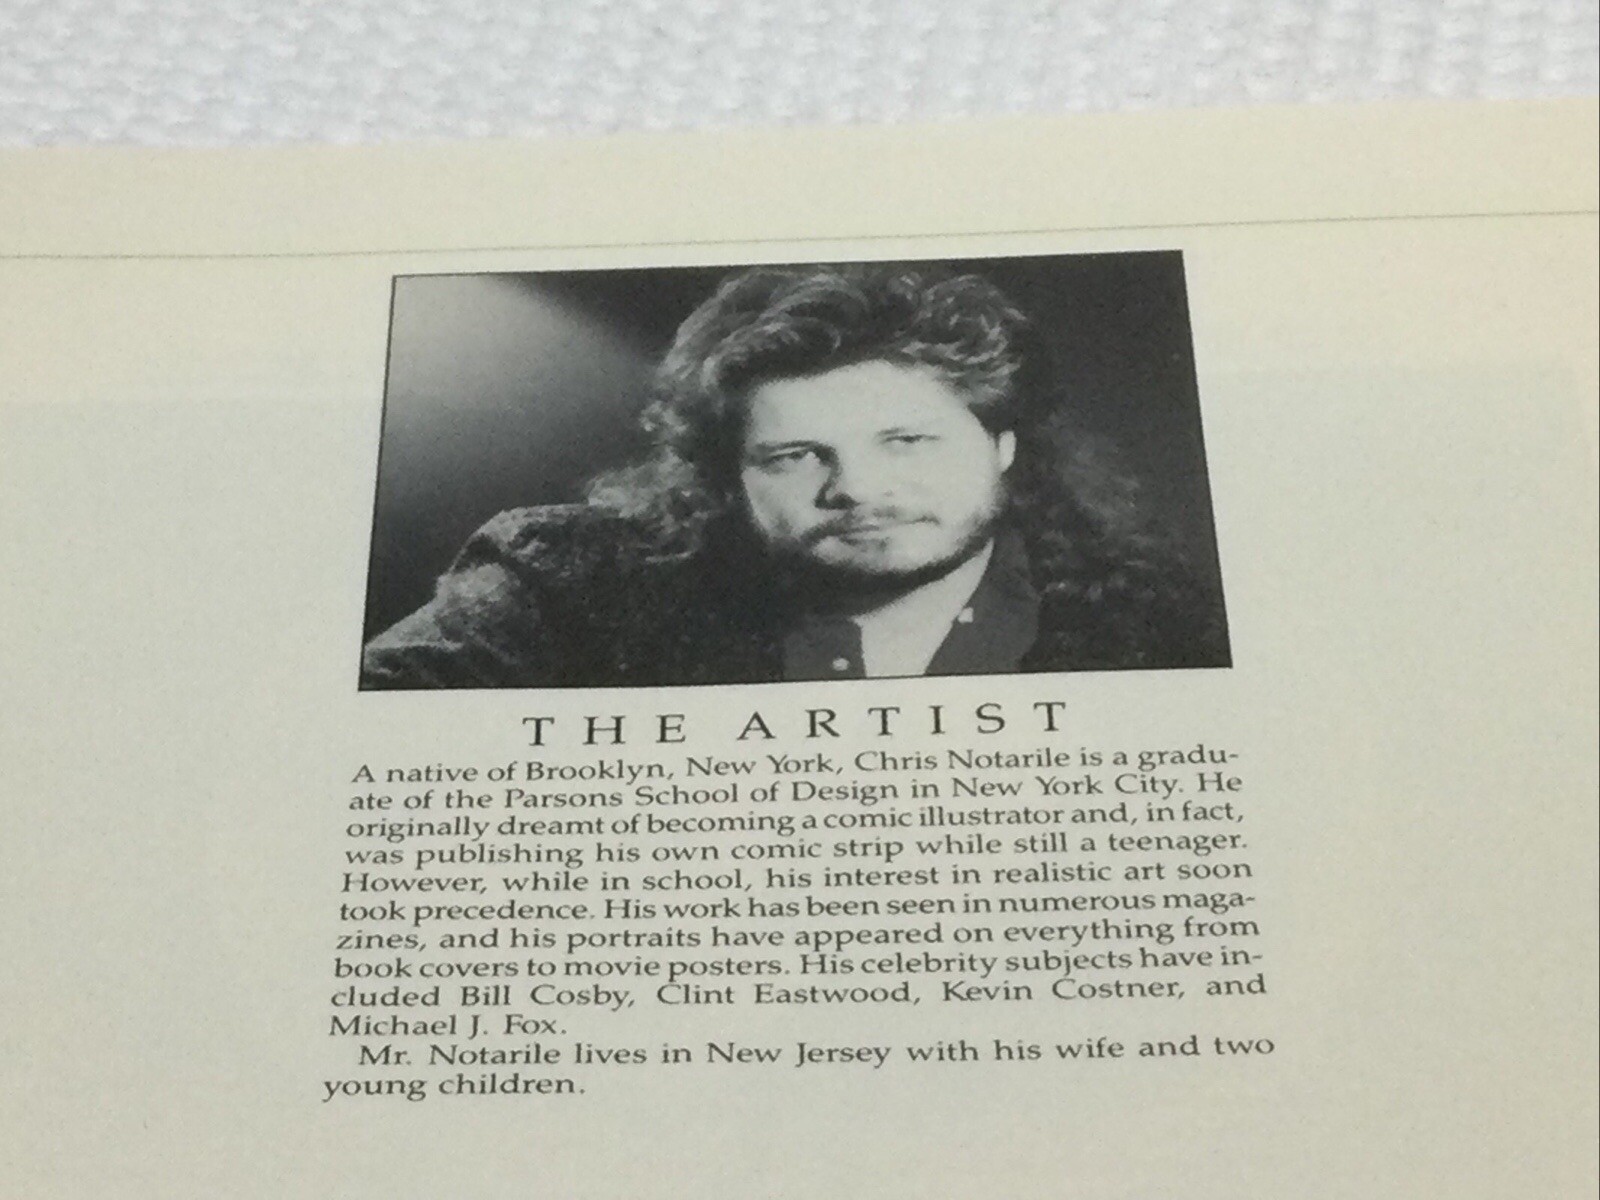 THE ARTIST
A native of Brooklyn, New York, Chris Notarile is a gradu-
ate of the Parsons School of Design in New York City. He
originally dreamt of becoming a comic illustrator and, in fact,
was publishing his own comic strip while still a teenager.
However, while in school, his interest in realistic art soon
took precedence. His work has been seen in numerous maga-
zines, and his portraits have appeared on everything from
book covers to movie posters. His celebrity subjects have in-
cluded Bill Cosby, Clint Eastwood, Kevin Costner, and
Michael J. Fox.
Mr. Notarile lives in New Jersey with his wife and two
young children.